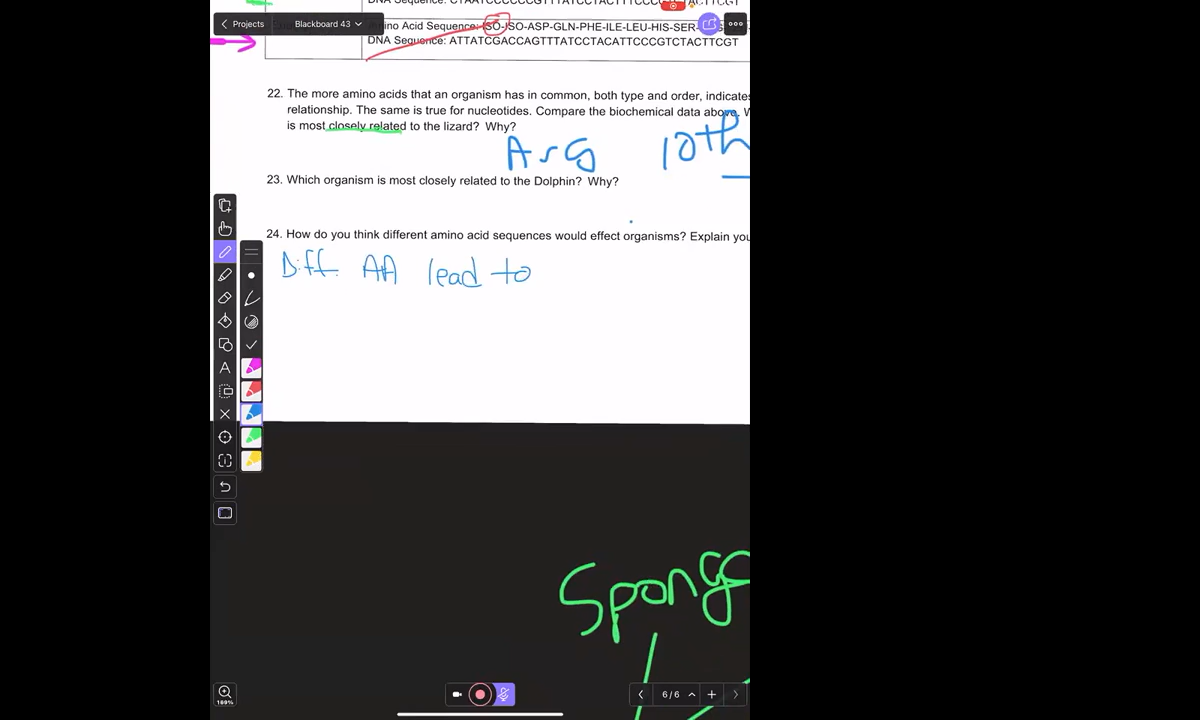 DNA Sequence: CTAATCCCCCCGTTTATCCTACTTTCCC
Projects
Blackboard 43
Amino Acid Sequence: ISO-ISO-ASP-GLN-PHE-ILE-LEU-HIS-SER-
DNA Sequence: ATTATCGACCAGTTTATCCTACATTCCCGTCTACTTCGT
22. The more amino acids that an organism has in common, both type and order, indicates
relationship. The same is true for nucleotides. Compare the biochemical data above.
is most closely related to the lizard? Why?
Arg 10th
23. Which organism is most closely related to the Dolphin? Why?
24. How do you think different amino acid sequences would effect organisms? Explain you
Diff. AA lead to
A
Sponge
189%
6/6